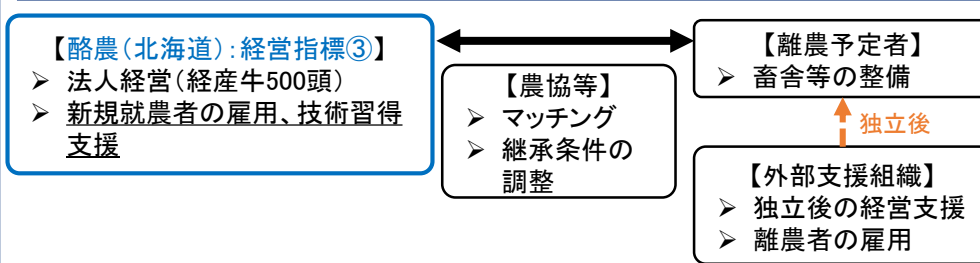 【酪農(北海道):経営指標③】
➢ 法人経営(経産牛500頭)
➢ 新規就農者の雇用、技術習得
支援
【農協等】
➢ マッチング
➢ 継承条件の
調整
【離農予定者】
➢ 畜舎等の整備
独立後
【外部支援組織】
➢ 独立後の経営支援
➢ 離農者の雇用